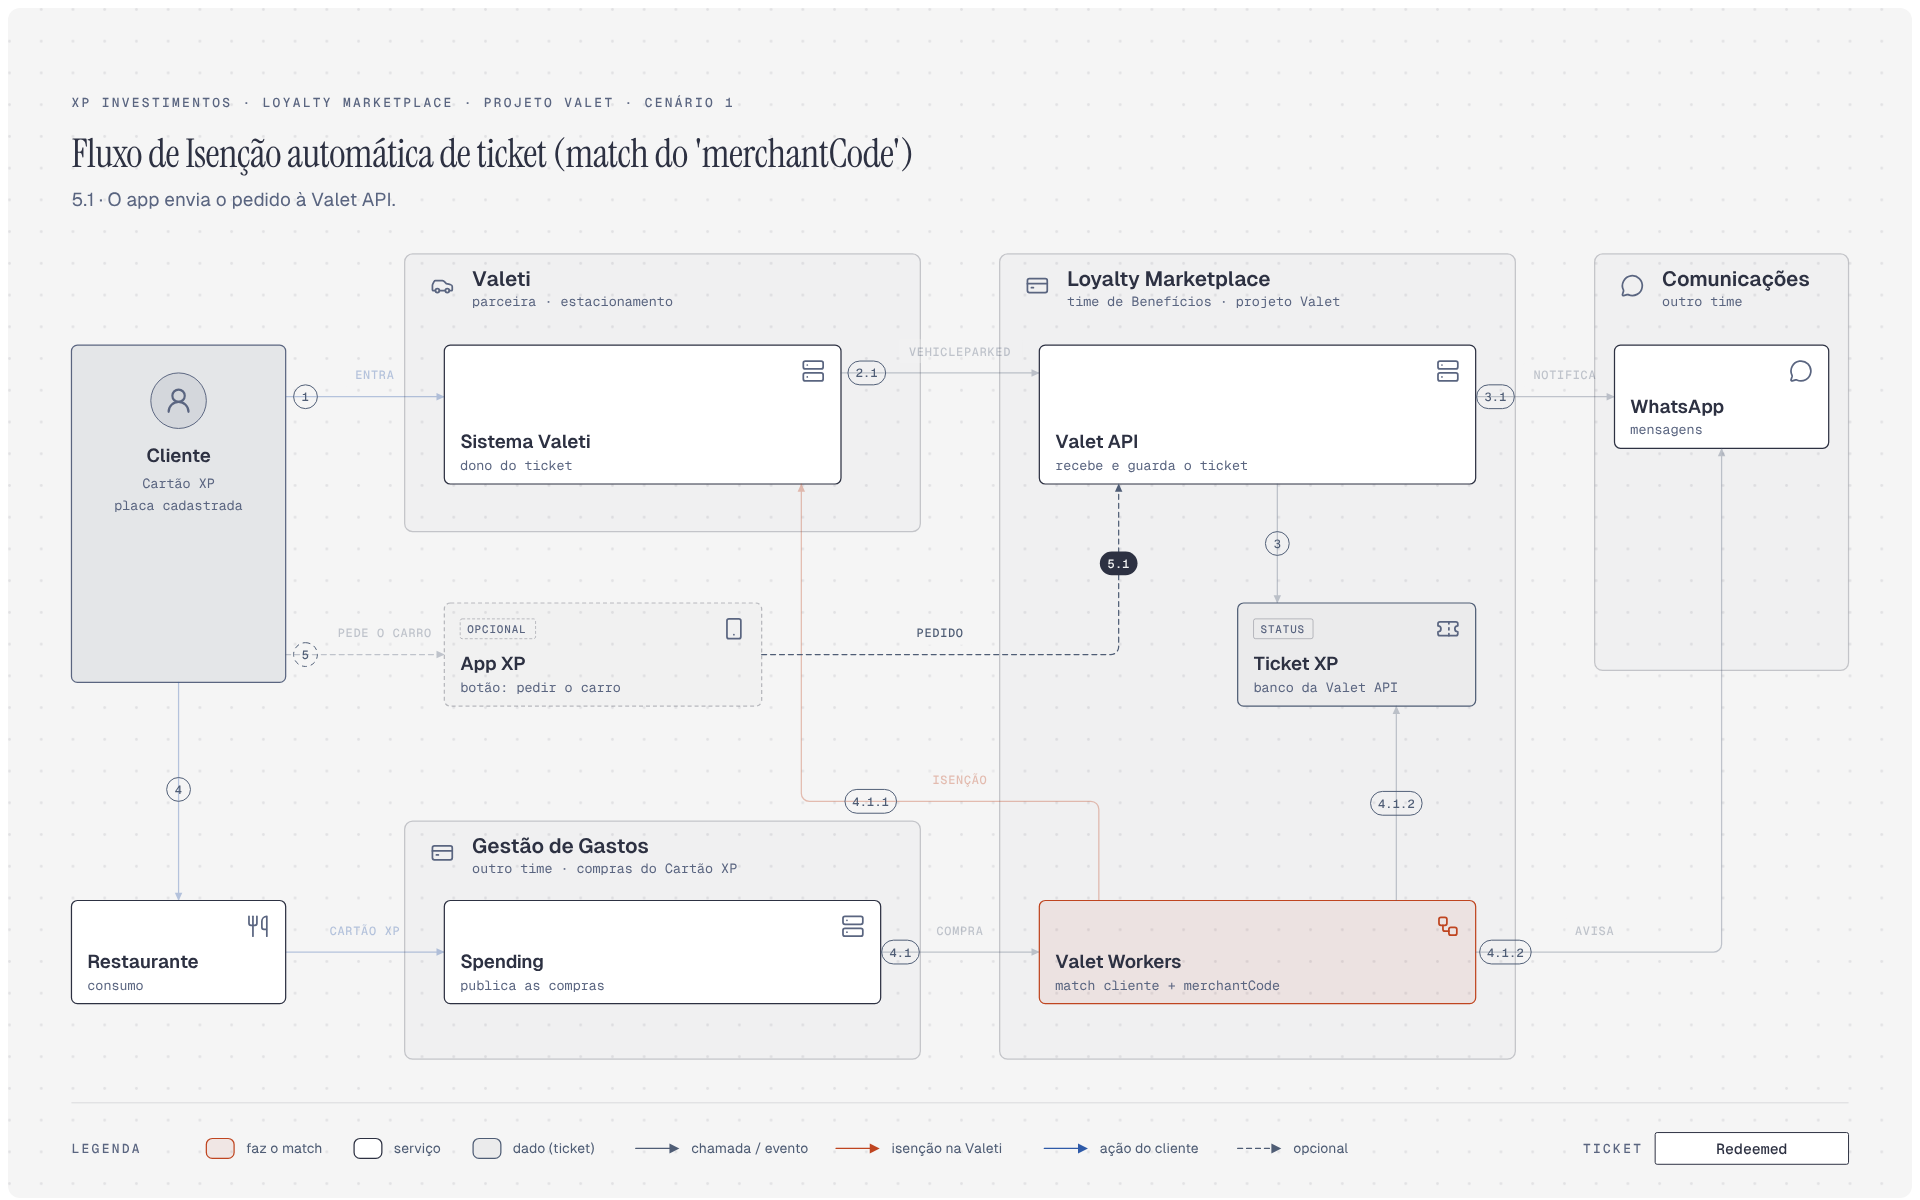 XP INVESTIMENTOS · LOYALTY MARKETPLACE · PROJETO VALET · CENÁRIO 1
Fluxo de Isenção automática de ticket (match do 'merchantCode')
5.1 · O app envia o pedido à Valet API.
Valeti
parceira · estacionamento
Loyalty Marketplace
time de Benefícios · projeto Valet
Comunicações
outro time
Cliente
Cartão XP
placa cadastrada
1
ENTRA
Sistema Valeti
dono do ticket
2.1
VEHICLEPARKED
Valet API
recebe e guarda o ticket
3.1
NOTIFICA
WhatsApp
mensagens
3
5.1
5
PEDE O CARRO
OPCIONAL
App XP
botão: pedir o carro
PEDIDO
STATUS
Ticket XP
banco da Valet API
4
ISENÇÃO
4.1.1
4.1.2
Gestão de Gastos
outro time · compras do Cartão XP
Restaurante
consumo
CARTÃO XP
Spending
publica as compras
4.1
COMPRA
Valet Workers
match cliente + merchantCode
4.1.2
AVISA
LEGENDA
faz o match
serviço
dado (ticket)
chamada / evento
isenção na Valeti
ação do cliente
opcional
TICKET
Redeemed